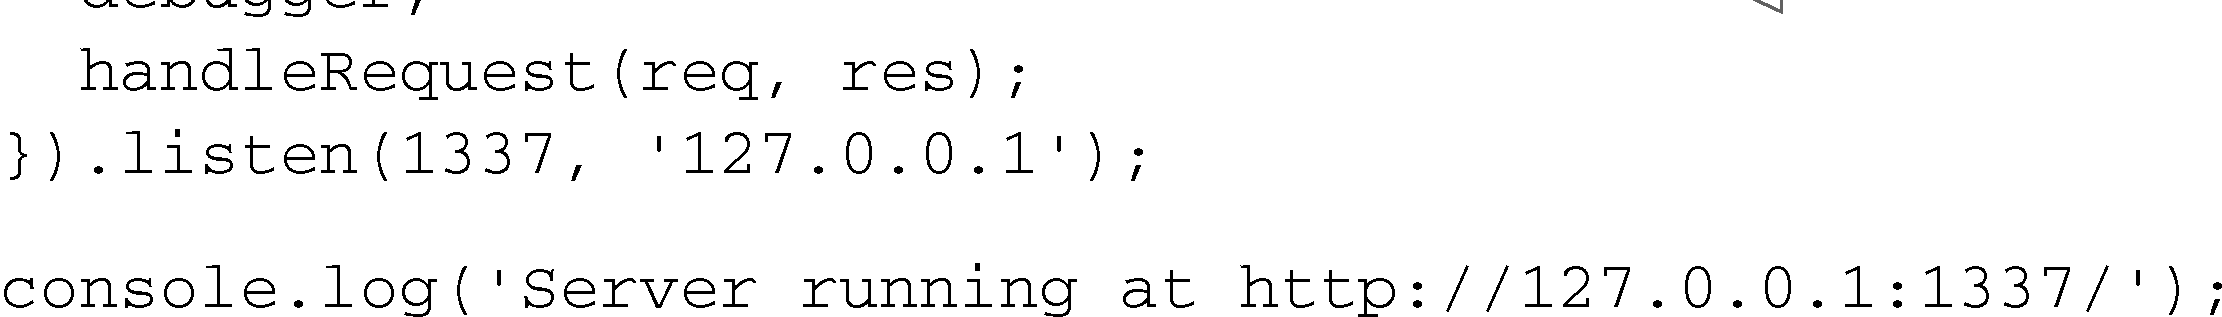 debugger;
  handleRequest(req, res);
}).listen(1337, '127.0.0.1');
console.log('Server running at http://127.0.0.1:1337/');